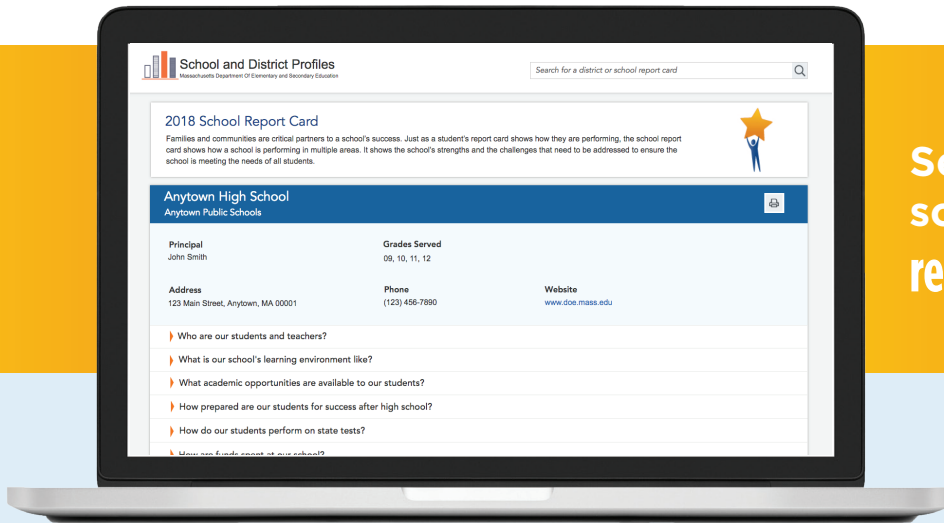 School and District Profiles
Massachusetts Department Of Elementary and Secondary Education
Search for a district or school report card
2018 School Report Card
Families and communities are critical partners to a school's success. Just as a student's report card shows how they are performing, the school report
card shows how a school is performing in multiple areas. It shows the school's strengths and the challenges that need to be addressed to ensure the
school is meeting the needs of all students.
Anytown High School
Anytown Public Schools
Principal
John Smith
Grades Served
09, 10, 11, 12
Address
123 Main Street, Anytown, MA 00001
Phone
(123) 456-7890
Website
www.doe.mass.edu
Who are our students and teachers?
What is our school's learning environment like?
What academic opportunities are available to our students?
How prepared are our students for success after high school?
How do our students perform on state tests?
How are funds spent at our school?